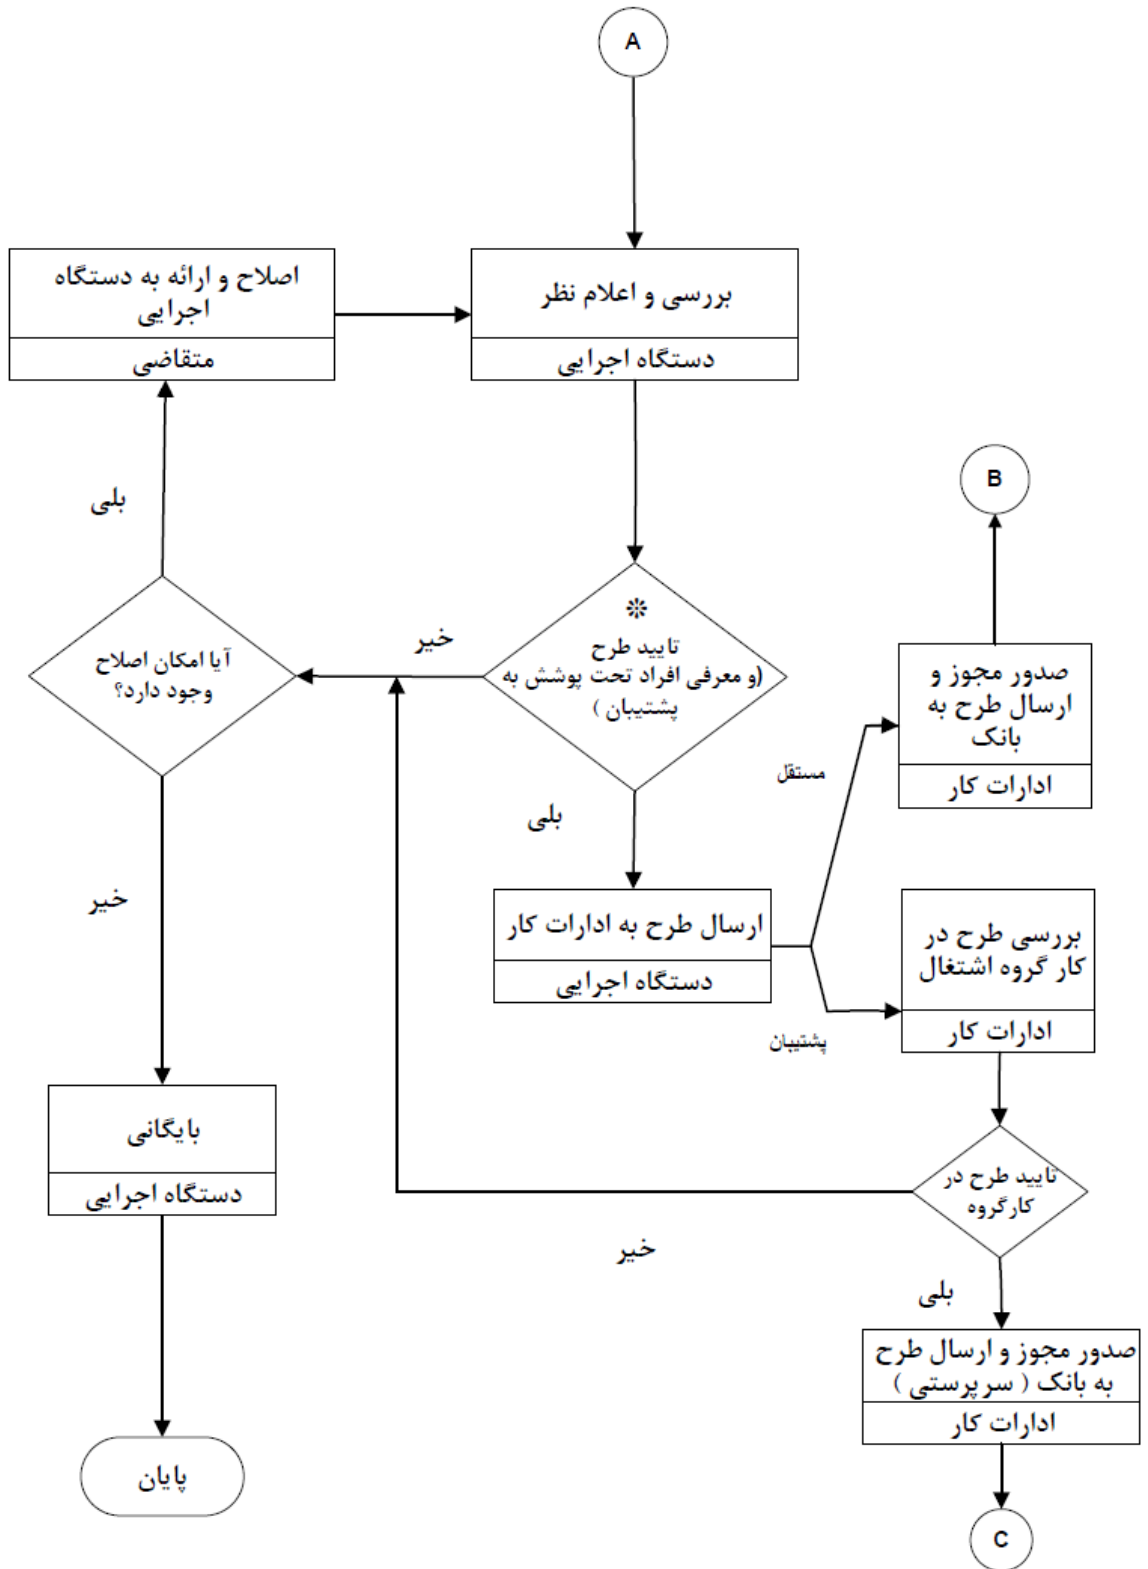 A
اصلاح و ارائه به دستگاه
اجرایی
متقاضی
بررسی و اعلام نظر
دستگاه اجرایی
بلی
B
آیا امکان اصلاح
وجود دارد؟
خیر
❊
تایید طرح
(و معرفی افراد تحت پوشش به
پشتیبان )
صدور مجوز و
ارسال طرح به
بانک
ادارات کار
مستقل
بلی
خیر
ارسال طرح به ادارات کار
دستگاه اجرایی
پشتیبان
بررسی طرح در
کار گروه اشتغال
ادارات کار
بایگانی
دستگاه اجرایی
تایید طرح در
کارگروه
خیر
بلی
صدور مجوز و ارسال طرح
به بانک ( سرپرستی )
ادارات کار
پایان
C